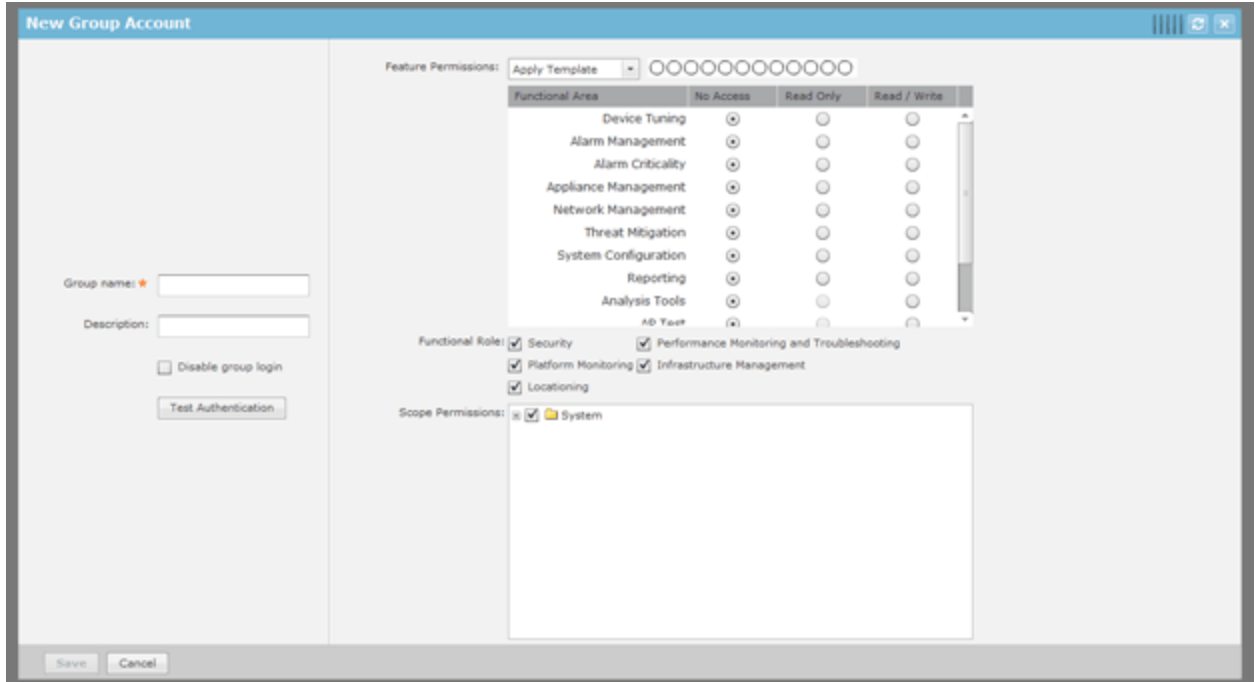 New Group Account
Feature Permissions: Apply Template
Functional Area No Access Read Only Read / Write
Device Tuning
Alarm Management
Alarm Criticality
Appliance Management
Network Management
Threat Mitigation
System Configuration
Reporting
Analysis Tools
AP Test
Group name: *
Description:
Disable group login
Test Authentication
Functional Role: Security Performance Monitoring and Troubleshooting
Platform Monitoring Infrastructure Management
Locationing
Scope Permissions: System
Save Cancel